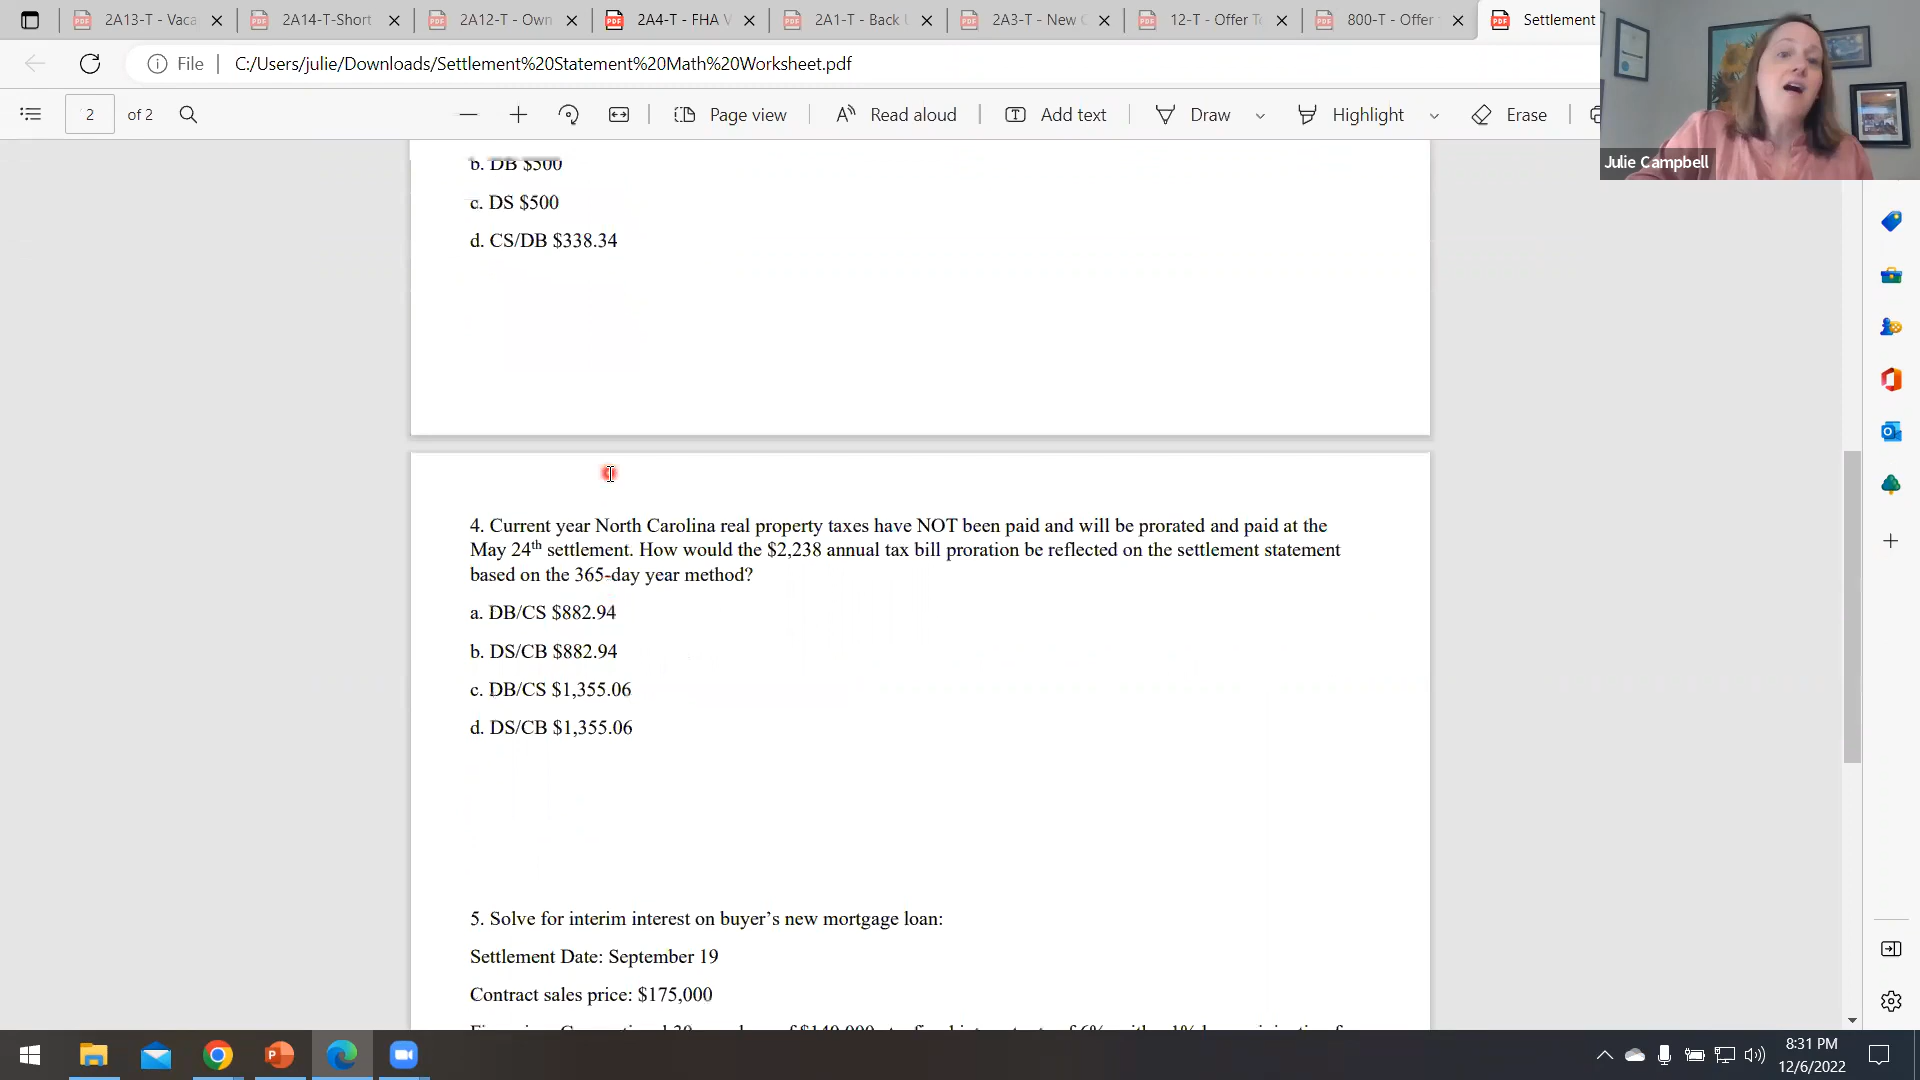 2A13-T - Vaca
2A14-T-Short
2A12-T - Own
2A4-T - FHA V
2A1-T - Back U
2A3-T - New C
12-T - Offer To
800-T - Offer
Settlement
File
C:/Users/julie/Downloads/Settlement%20Statement%20Math%20Worksheet.pdf
2 of 2
Page view
Read aloud
Add text
Draw
Highlight
Erase
Julie Campbell
b. DB $500
c. DS $500
d. CS/DB $338.34
4. Current year North Carolina real property taxes have NOT been paid and will be prorated and paid at the
May 24th settlement. How would the $2,238 annual tax bill proration be reflected on the settlement statement
based on the 365-day year method?
a. DB/CS $882.94
b. DS/CB $882.94
c. DB/CS $1,355.06
d. DS/CB $1,355.06
5. Solve for interim interest on buyer’s new mortgage loan:
Settlement Date: September 19
Contract sales price: $175,000
8:31 PM
12/6/2022